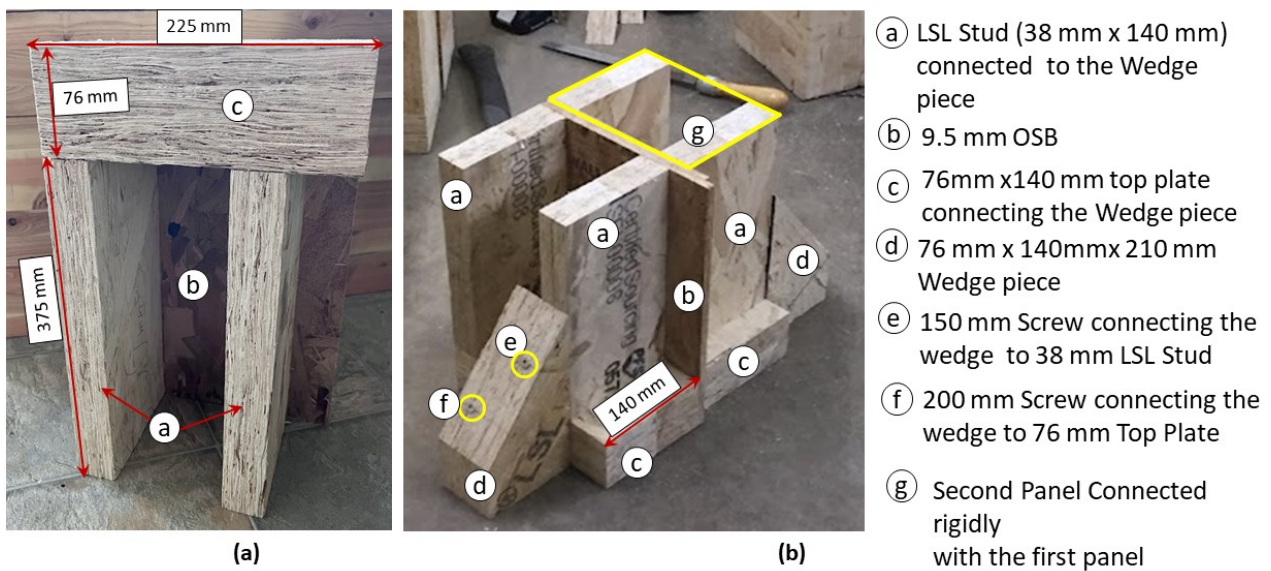 225 mm
76 mm
c
375 mm
b
a
(a)
g
a
a
a
d
b
e
c
f
140 mm
c
d
(b)
a LSL Stud (38 mm x 140 mm)
connected to the Wedge
piece
b 9.5 mm OSB
c 76mm x140 mm top plate
connecting the Wedge piece
d 76 mm x 140mmx 210 mm
Wedge piece
e 150 mm Screw connecting the
wedge to 38 mm LSL Stud
f 200 mm Screw connecting the
wedge to 76 mm Top Plate
g Second Panel Connected
rigidly
with the first panel